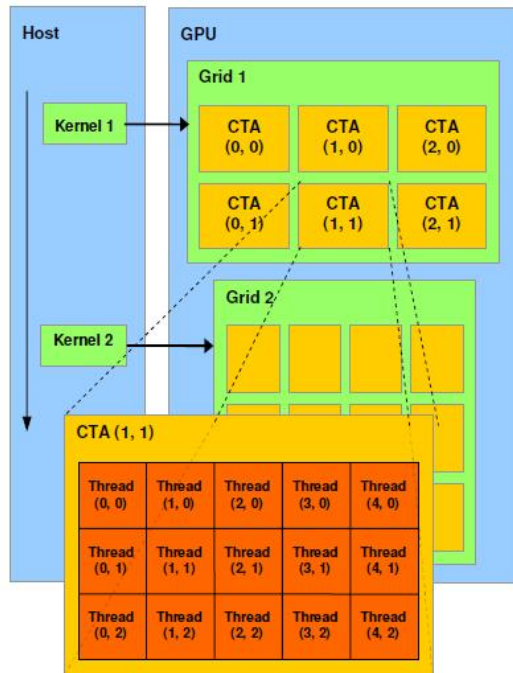 Host
GPU
Grid 1
Kernel 1
CTA
(0, 0)
CTA
(1, 0)
CTA
(2, 0)
CTA
(0, 1)
CTA
(1, 1)
CTA
(2, 1)
Grid 2
Kernel 2
CTA (1, 1)
Thread
(0, 0)
Thread
(1, 0)
Thread
(2, 0)
Thread
(3, 0)
Thread
(4, 0)
Thread
(0, 1)
Thread
(1, 1)
Thread
(2, 1)
Thread
(3, 1)
Thread
(4, 1)
Thread
(0, 2)
Thread
(1, 2)
Thread
(2, 2)
Thread
(3, 2)
Thread
(4, 2)